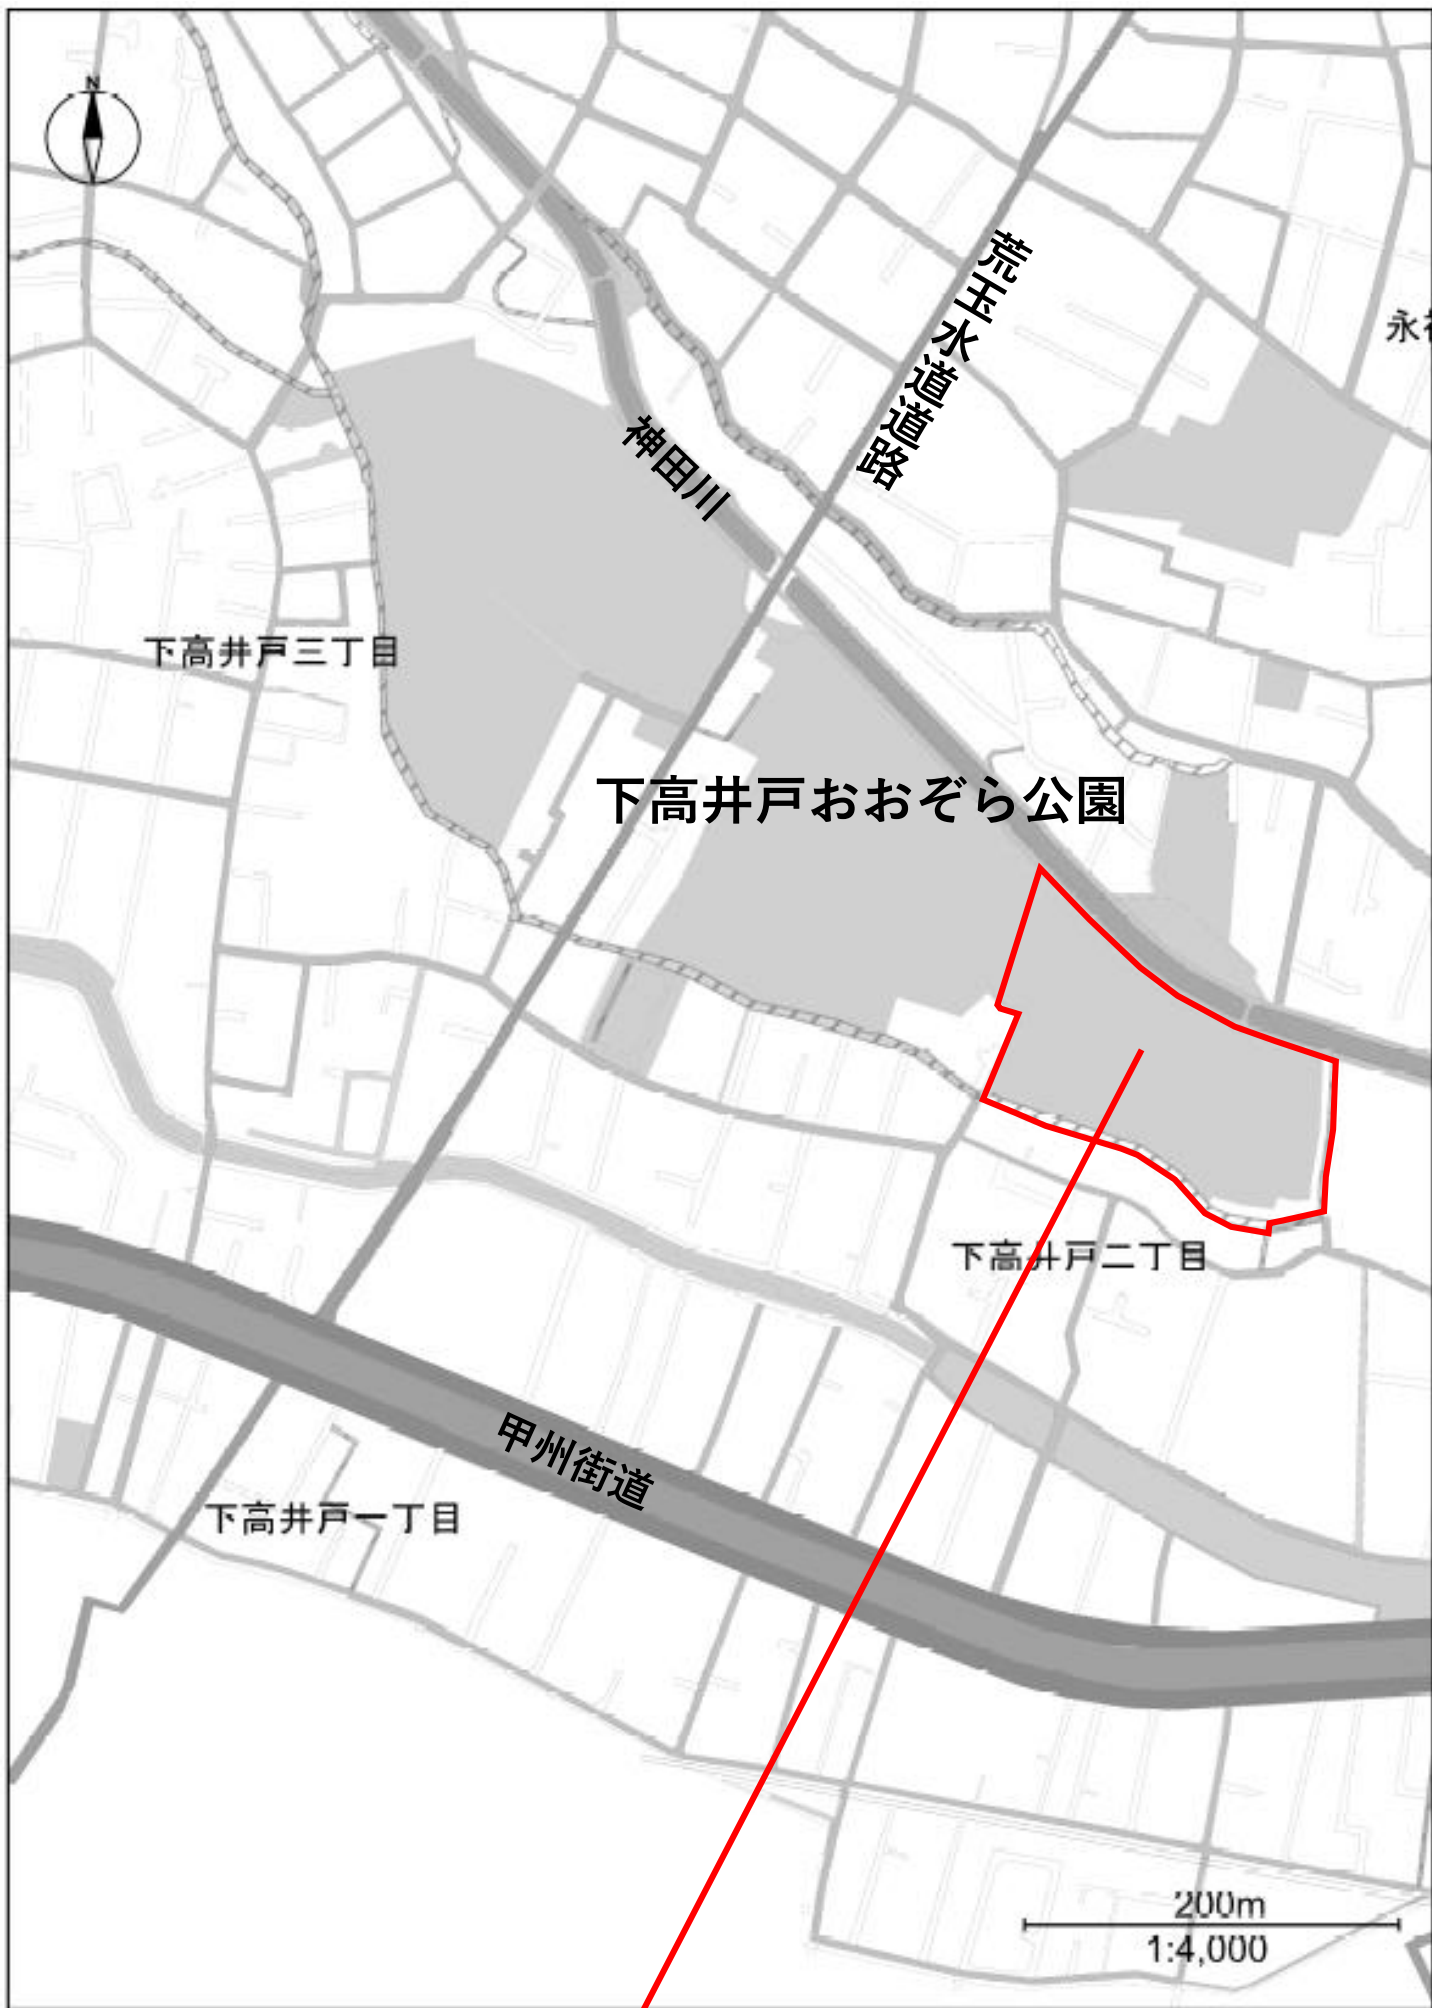 N
荒玉水道道路
永
神田川
下高井戸三丁目
下高井戸おおぞら公園
下高井戸二丁目
甲州街道
下高井戸一丁目
200m
1:4,000